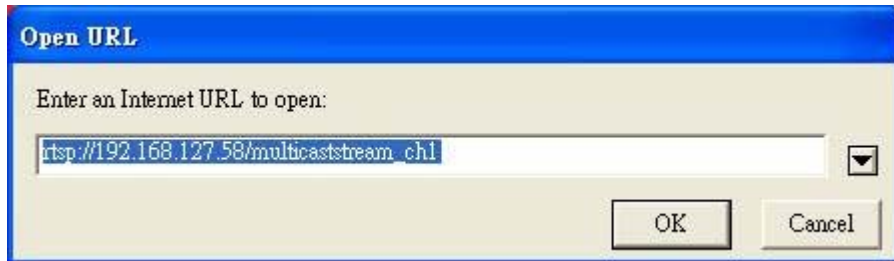 Open URL
Enter an Internet URL to open:
rtsp://192.168.127.58/multicaststream_ch1
OK
Cancel